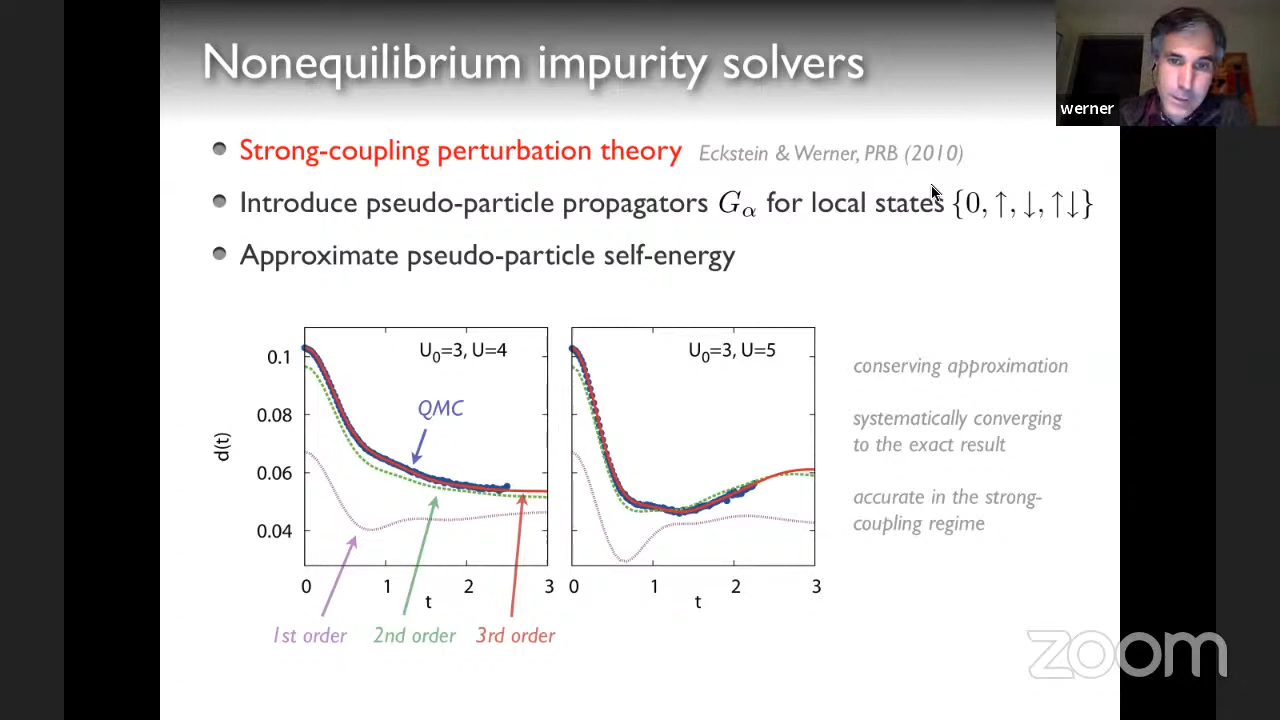 Nonequilibrium impurity solvers
werner
Strong-coupling perturbation theory Eckstein & Werner, PRB (2010)
Introduce pseudo-particle propagators Gα for local states {0, ↑, ↓, ↑↓}
Approximate pseudo-particle self-energy
U0=3, U=4
QMC
d(t)
0.1
0.08
0.06
0.04
0 1 2 3
t
1st order 2nd order 3rd order
U0=3, U=5
0 1 2 3
t
conserving approximation
systematically converging
to the exact result
accurate in the strong-
coupling regime
zoom